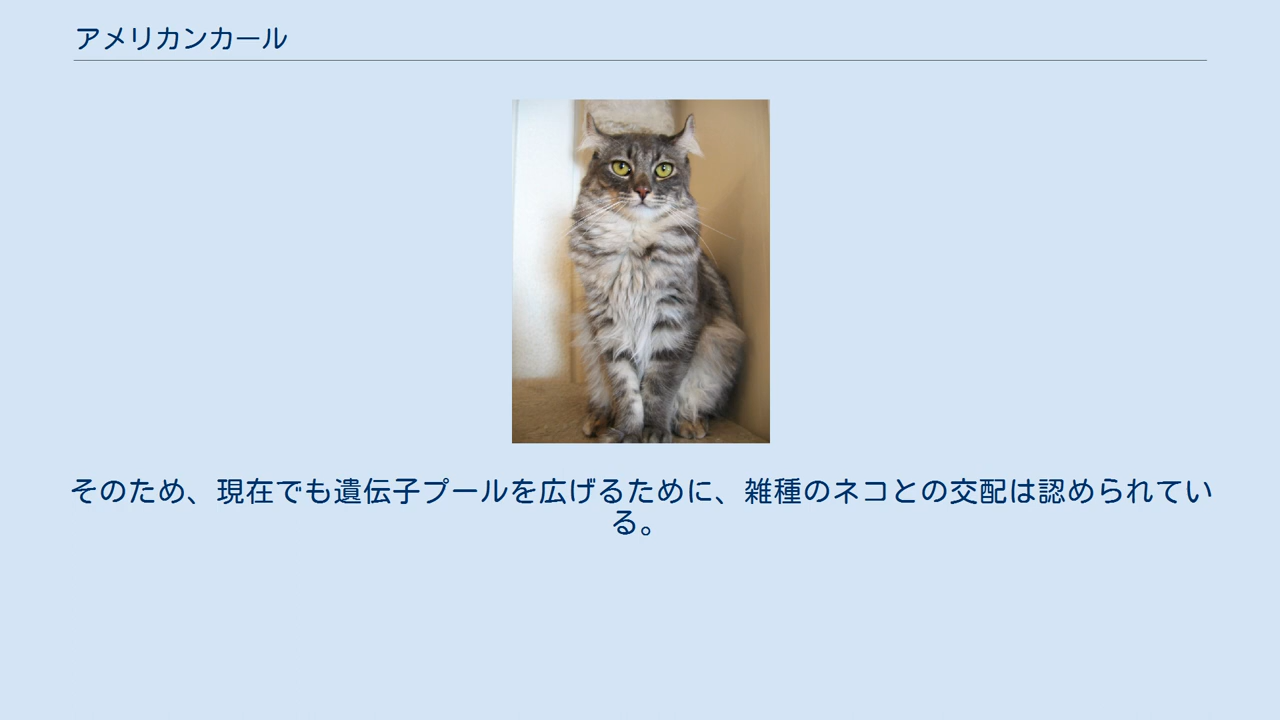 アメリカンカール
そのため、現在でも遺伝子プールを広げるために、雑種のネコとの交配は認められてい
る。